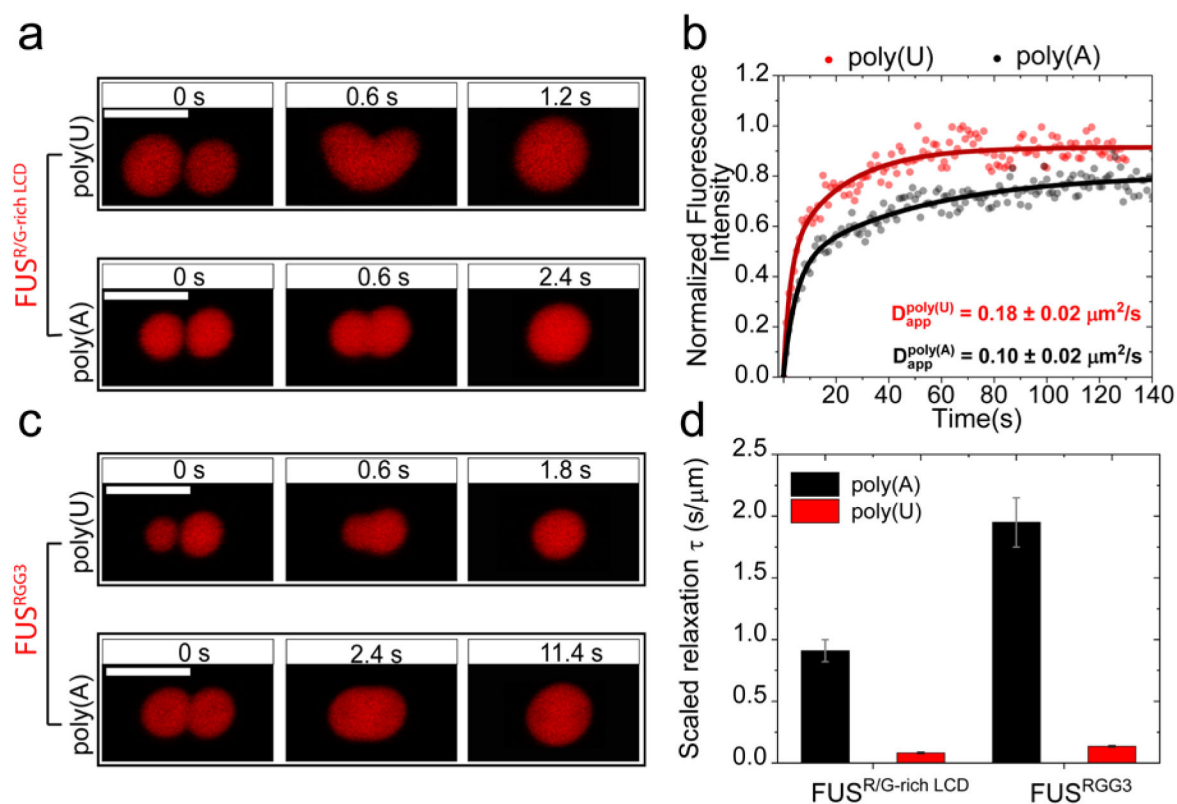 a
FUS^R/G-rich LCD
poly(U)
0 s 0.6 s 1.2 s
poly(A)
0 s 0.6 s 2.4 s
b
poly(U) poly(A)
Normalized Fluorescence
Intensity
1.2
1.0
0.8
0.6
0.4
0.2
0.0
D_app^poly(U) = 0.18 ± 0.02 μm²/s
D_app^poly(A) = 0.10 ± 0.02 μm²/s
20 40 60 80 100 120 140
Time(s)
c
FUS^RGG3
poly(U)
0 s 0.6 s 1.8 s
poly(A)
0 s 2.4 s 11.4 s
d
Scaled relaxation τ (s/μm)
2.5
2.0
1.5
1.0
0.5
0.0
poly(A)
poly(U)
FUS^R/G-rich LCD FUS^RGG3